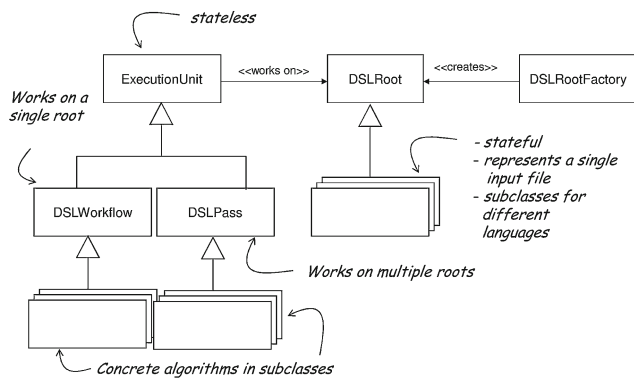 stateless
ExecutionUnit
<<works on>>
DSLRoot
<<creates>>
DSLRootFactory
Works on a
single root
- stateful
- represents a single
input file
- subclasses for
different
languages
DSLWorkflow
DSLPass
Works on multiple roots
Concrete algorithms in subclasses